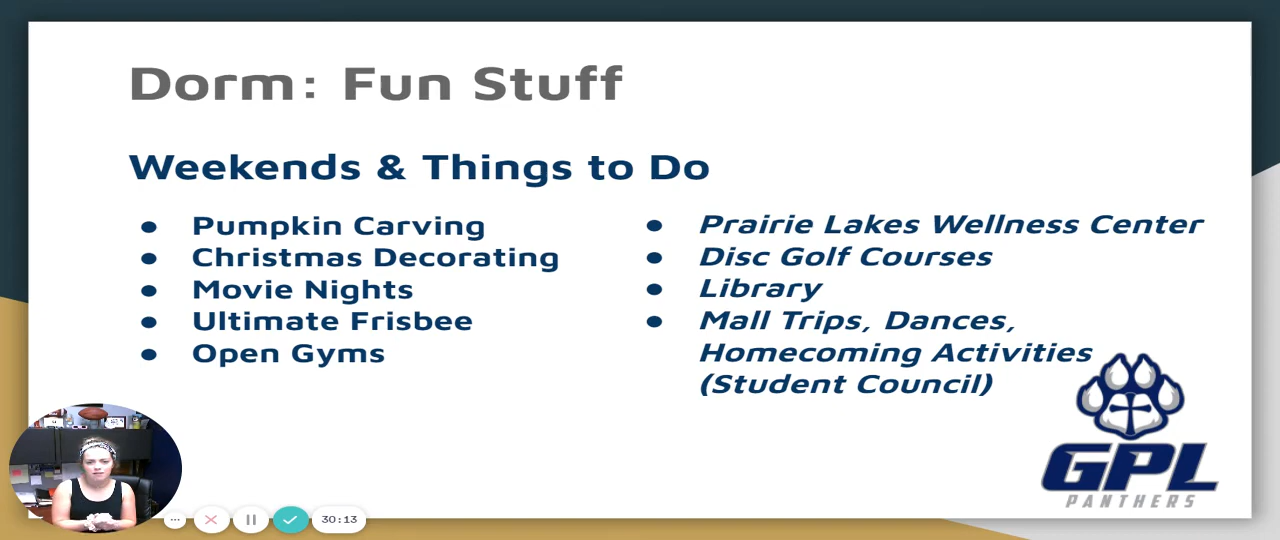 Dorm: Fun Stuff
Weekends & Things to Do
● Pumpkin Carving
● Christmas Decorating
● Movie Nights
● Ultimate Frisbee
● Open Gyms
● Prairie Lakes Wellness Center
● Disc Golf Courses
● Library
● Mall Trips, Dances,
Homecoming Activities
(Student Council)
GPL
PANTHERS
30:13